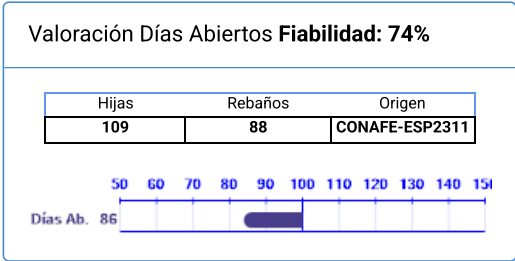 Valoración Días Abiertos Fiabilidad: 74%
Hijas Rebaños Origen
109 88 CONAFE-ESP2311
50 60 70 80 90 100 110 120 130 140
Días Ab. 86